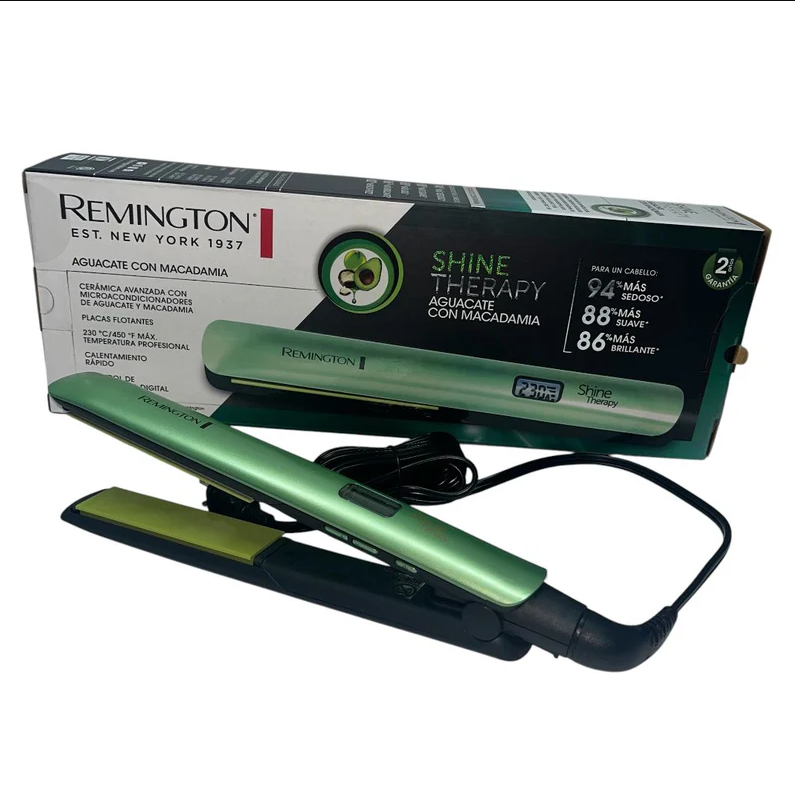 REMINGTON®
EST. NEW YORK 1937
AGUACATE CON MACADAMIA
CERÁMICA AVANZADA CON
MICROACONDICIONADORES
DE AGUACATE Y MACADAMIA
PLACAS FLOTANTES
230 °C/450 °F MÁX.
TEMPERATURA PROFESIONAL
CALENTAMIENTO
RÁPIDO
DIGITAL
SHINE
THERAPY
AGUACATE
CON MACADAMIA
PARA UN CABELLO:
94% MÁS
SEDOSO*
88% MÁS
SUAVE*
86% MÁS
BRILLANTE*
2 años
GARANTÍA
REMINGTON
230
Shine
Therapy
REMINGTON